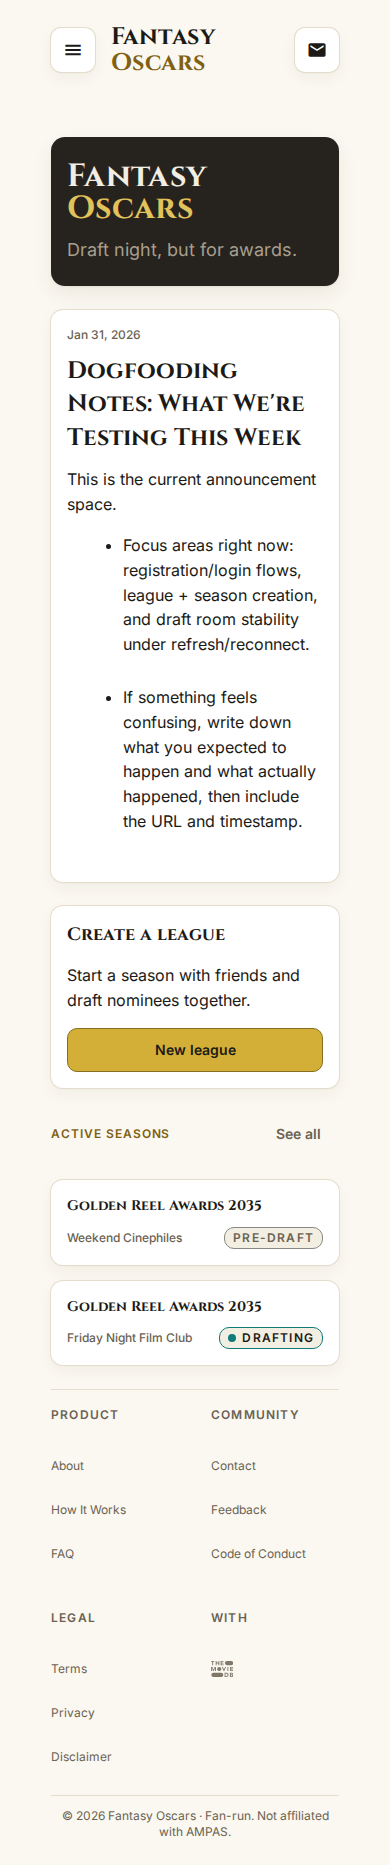 Fantasy
Oscars
Fantasy
Oscars
Draft night, but for awards.
Jan 31, 2026
Dogfooding
Notes: What We're
Testing This Week
This is the current announcement
space.
• Focus areas right now:
registration/login flows,
league + season creation,
and draft room stability
under refresh/reconnect.
• If something feels
confusing, write down
what you expected to
happen and what actually
happened, then include
the URL and timestamp.
Create a league
Start a season with friends and
draft nominees together.
New league
ACTIVE SEASONS
See all
Golden Reel Awards 2035
Weekend Cinephiles
PRE-DRAFT
Golden Reel Awards 2035
Friday Night Film Club
DRAFTING
PRODUCT
About
How It Works
FAQ
COMMUNITY
Contact
Feedback
Code of Conduct
LEGAL
Terms
Privacy
Disclaimer
WITH
THE
MOVIE
DB
© 2026 Fantasy Oscars · Fan-run. Not affiliated
with AMPAS.